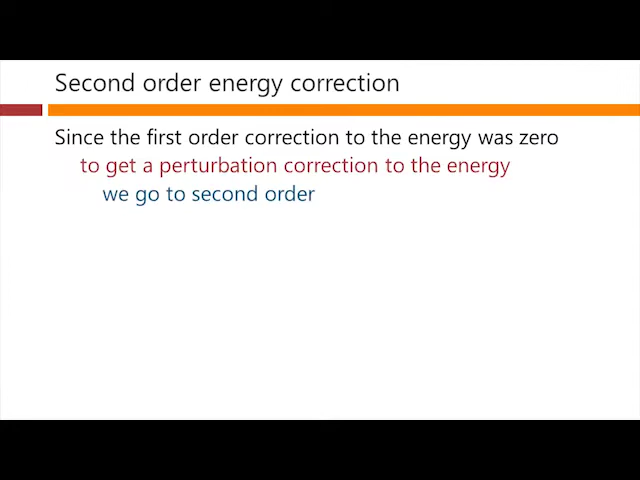 Second order energy correction
Since the first order correction to the energy was zero
to get a perturbation correction to the energy
we go to second order